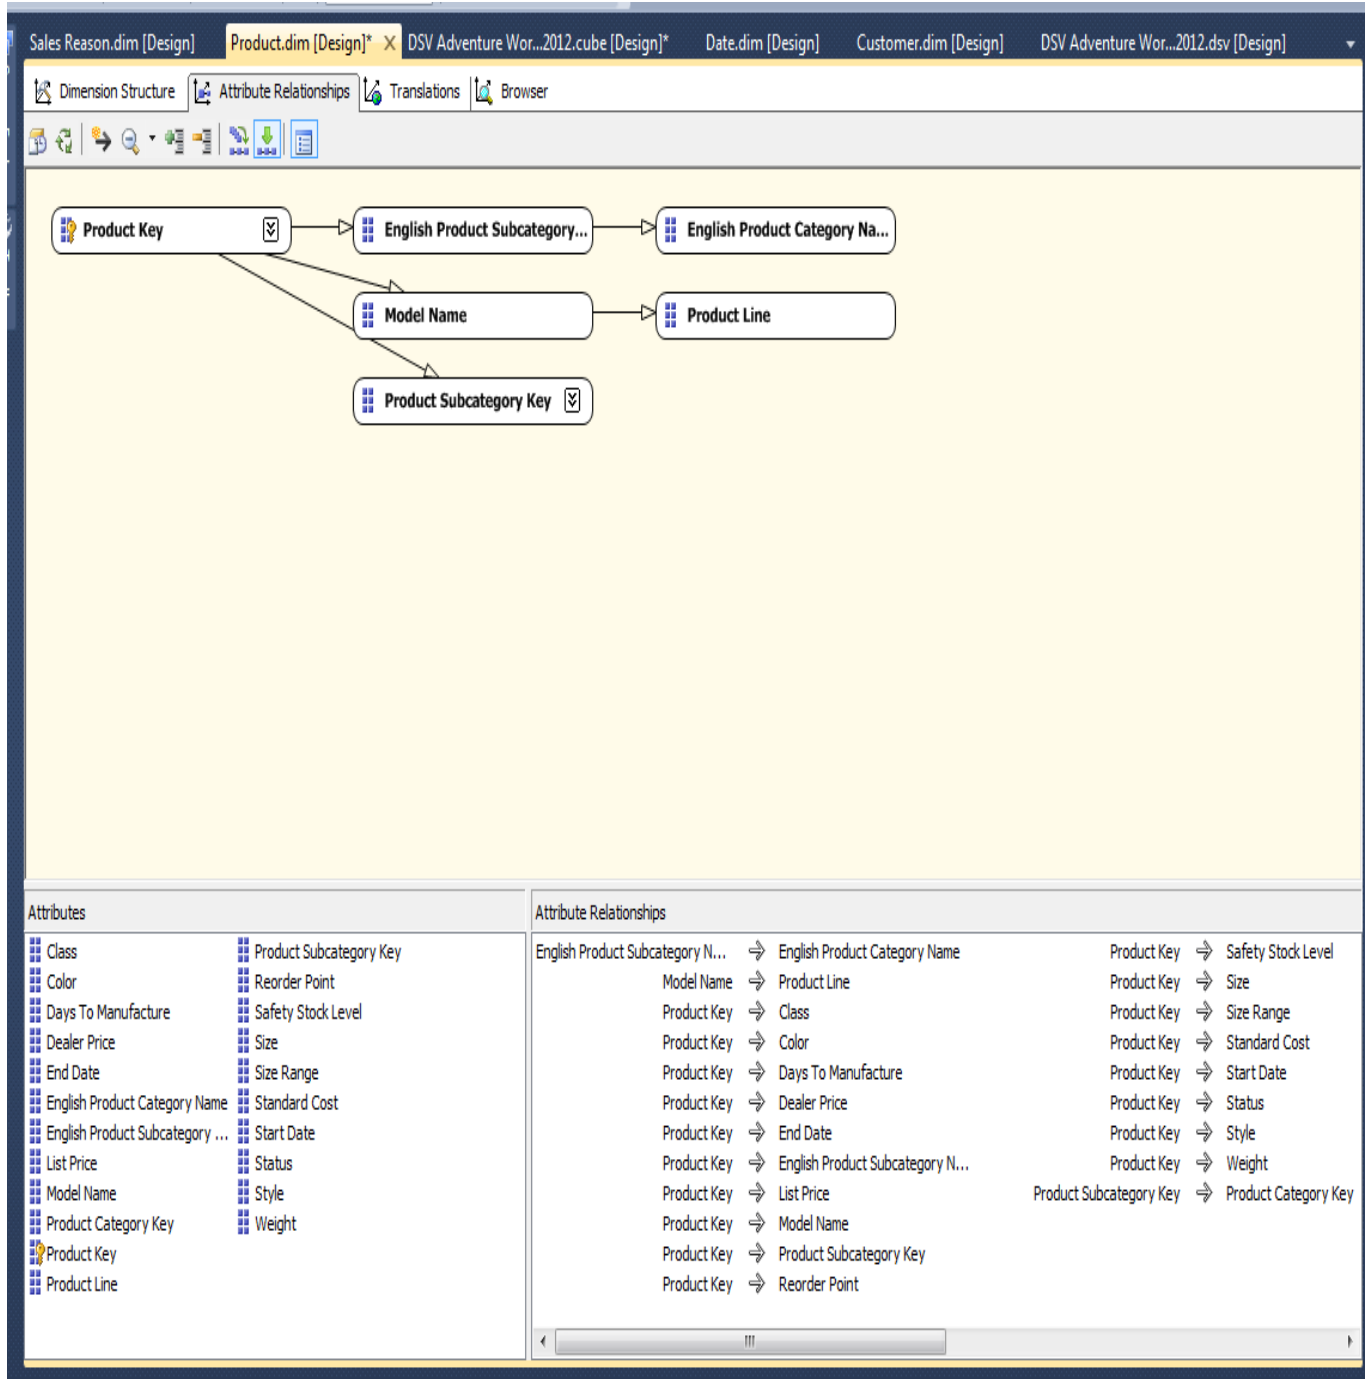 Sales Reason.dim [Design] Product.dim [Design]* X DSV Adventure Wor...2012.cube [Design]* Date.dim [Design] Customer.dim [Design] DSV Adventure Wor...2012.dsv [Design]
Dimension Structure Attribute Relationships Translations Browser
Product Key English Product Subcategory... English Product Category Na...
Model Name Product Line
Product Subcategory Key
Attributes
Class Product Subcategory Key
Color Reorder Point
Days To Manufacture Safety Stock Level
Dealer Price Size
End Date Size Range
English Product Category Name Standard Cost
English Product Subcategory ... Start Date
List Price Status
Model Name Style
Product Category Key Weight
Product Key
Product Line
Attribute Relationships
English Product Subcategory N... English Product Category Name Product Key Safety Stock Level
Model Name Product Line Product Key Size
Product Key Class Product Key Size Range
Product Key Color Product Key Standard Cost
Product Key Days To Manufacture Product Key Start Date
Product Key Dealer Price Product Key Status
Product Key End Date Product Key Style
Product Key English Product Subcategory N... Product Key Weight
Product Key List Price Product Subcategory Key Product Category Key
Product Key Model Name
Product Key Product Subcategory Key
Product Key Reorder Point